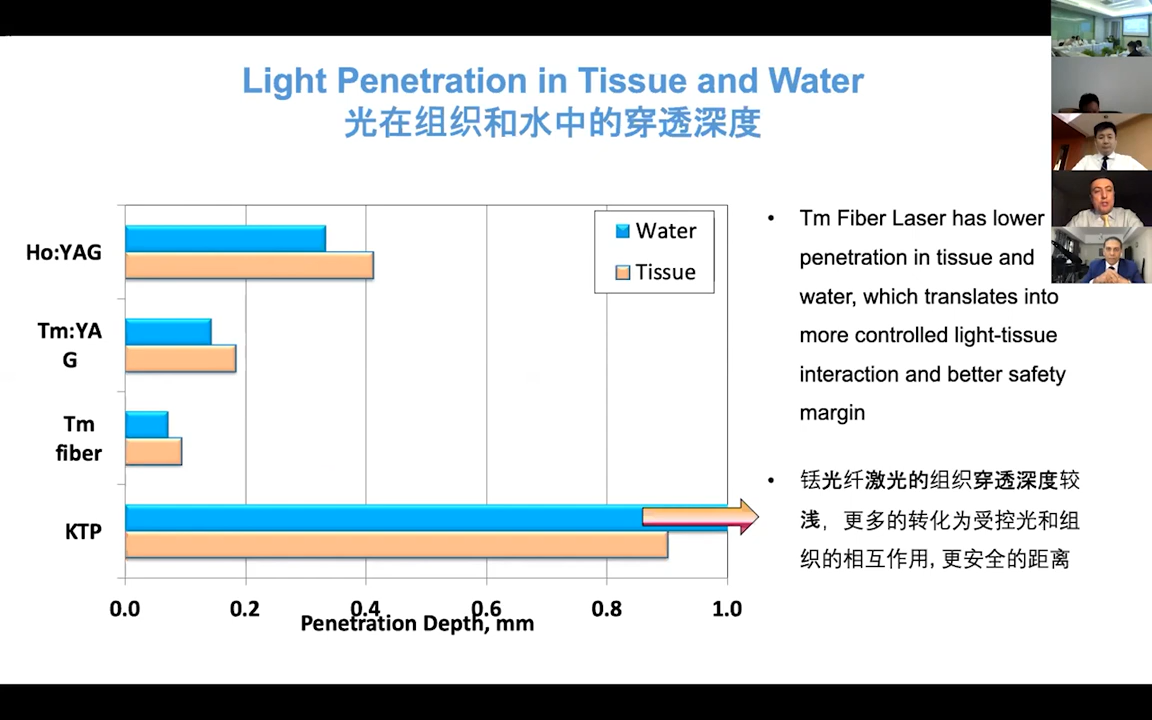 Light Penetration in Tissue and Water
光在组织和水中的穿透深度
Water
Tissue
Ho:YAG
Tm:YA
G
Tm
fiber
KTP
0.0 0.2 0.4 0.6 0.8 1.0
Penetration Depth, mm
• Tm Fiber Laser has lower
penetration in tissue and
water, which translates into
more controlled light-tissue
interaction and better safety
margin
• 铥光纤激光的组织穿透深度较
浅，更多的转化为受控光和组
织的相互作用, 更安全的距离